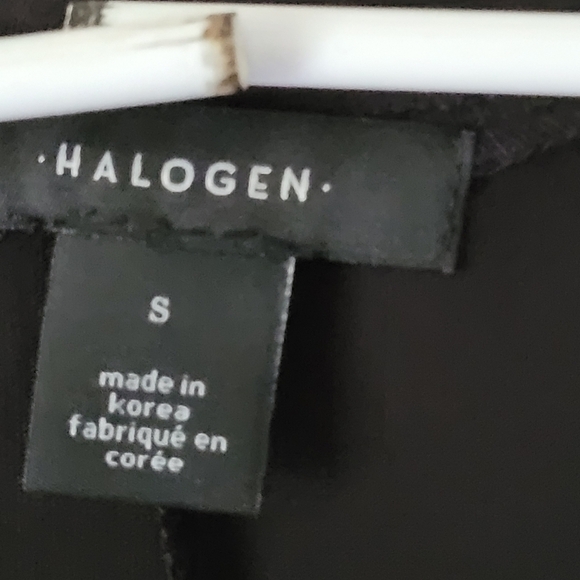 ·HALOGEN·
S
made in
korea
fabriqué en
corée